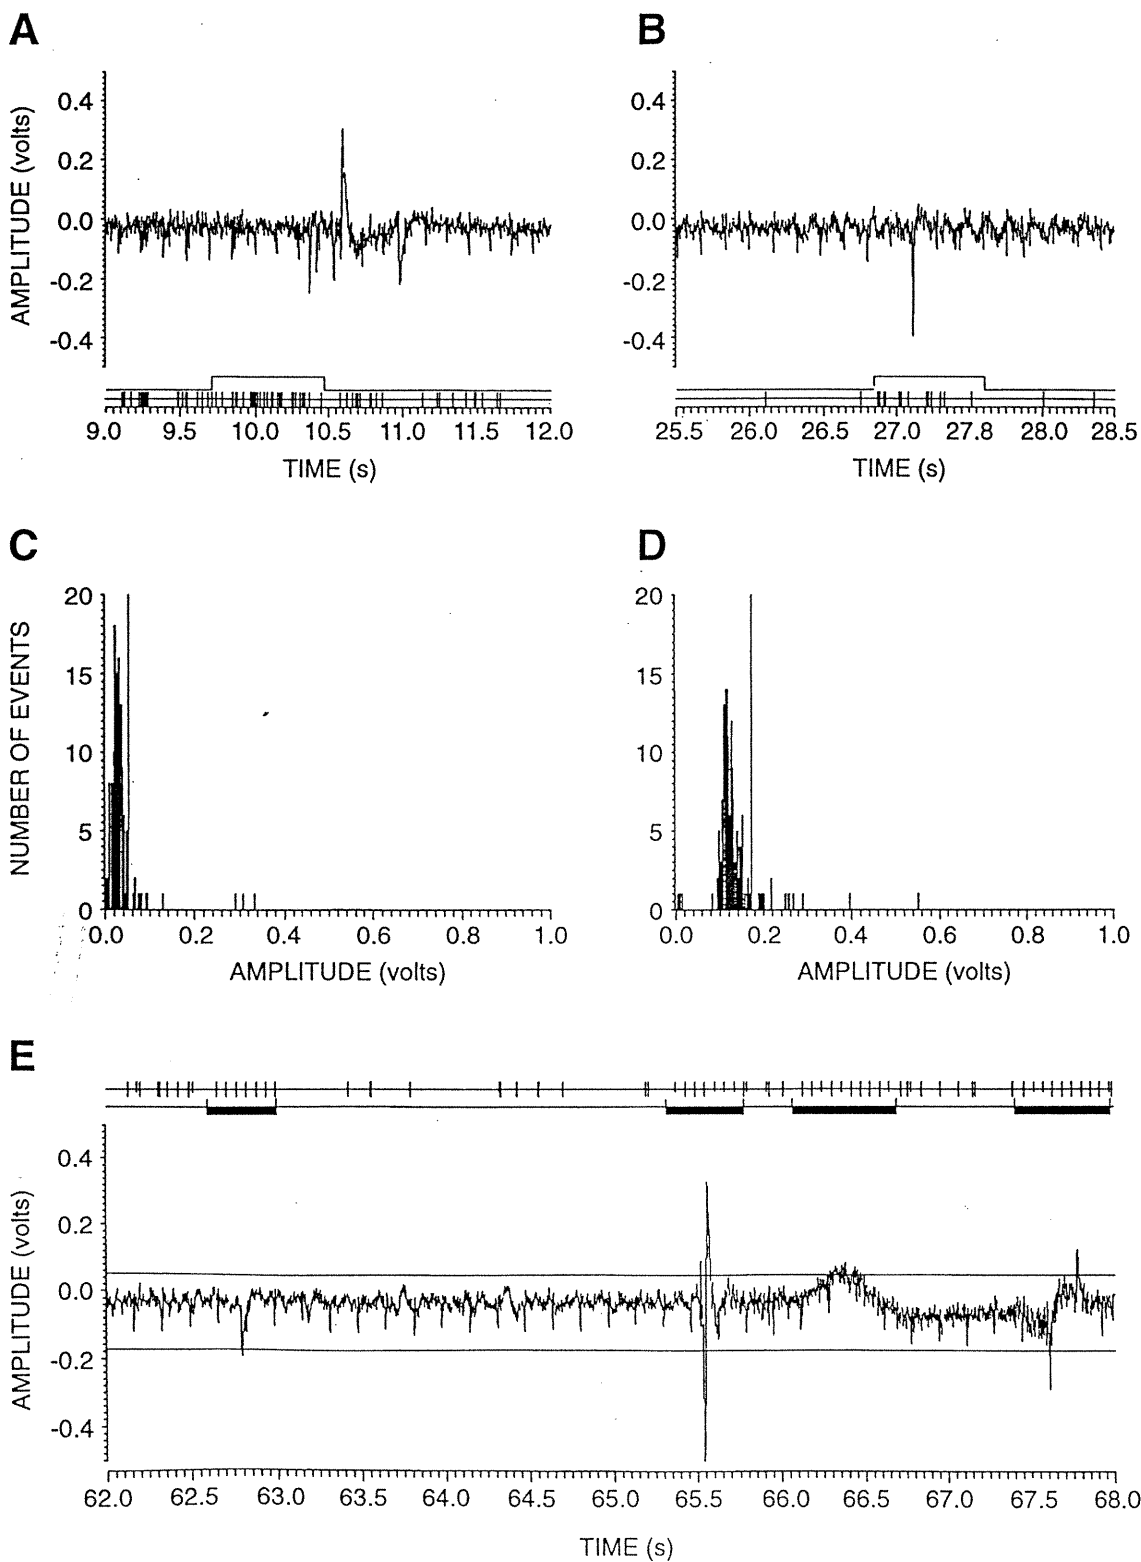 A
B
AMPLITUDE (volts)
0.4
0.2
0.0
-0.2
-0.4
0.4
0.2
0.0
-0.2
-0.4
9.0 9.5 10.0 10.5 11.0 11.5 12.0
25.5 26.0 26.5 27.0 27.8 28.0 28.5
TIME (s)
TIME (s)
C
D
NUMBER OF EVENTS
20
15
10
5
0
20
15
10
5
0
0.0 0.2 0.4 0.6 0.8 1.0
0.0 0.2 0.4 0.6 0.8 1.0
AMPLITUDE (volts)
AMPLITUDE (volts)
E
AMPLITUDE (volts)
0.4
0.2
0.0
-0.2
-0.4
62.0 62.5 63.0 63.5 64.0 64.5 65.0 65.5 66.0 66.5 67.0 67.5 68.0
TIME (s)